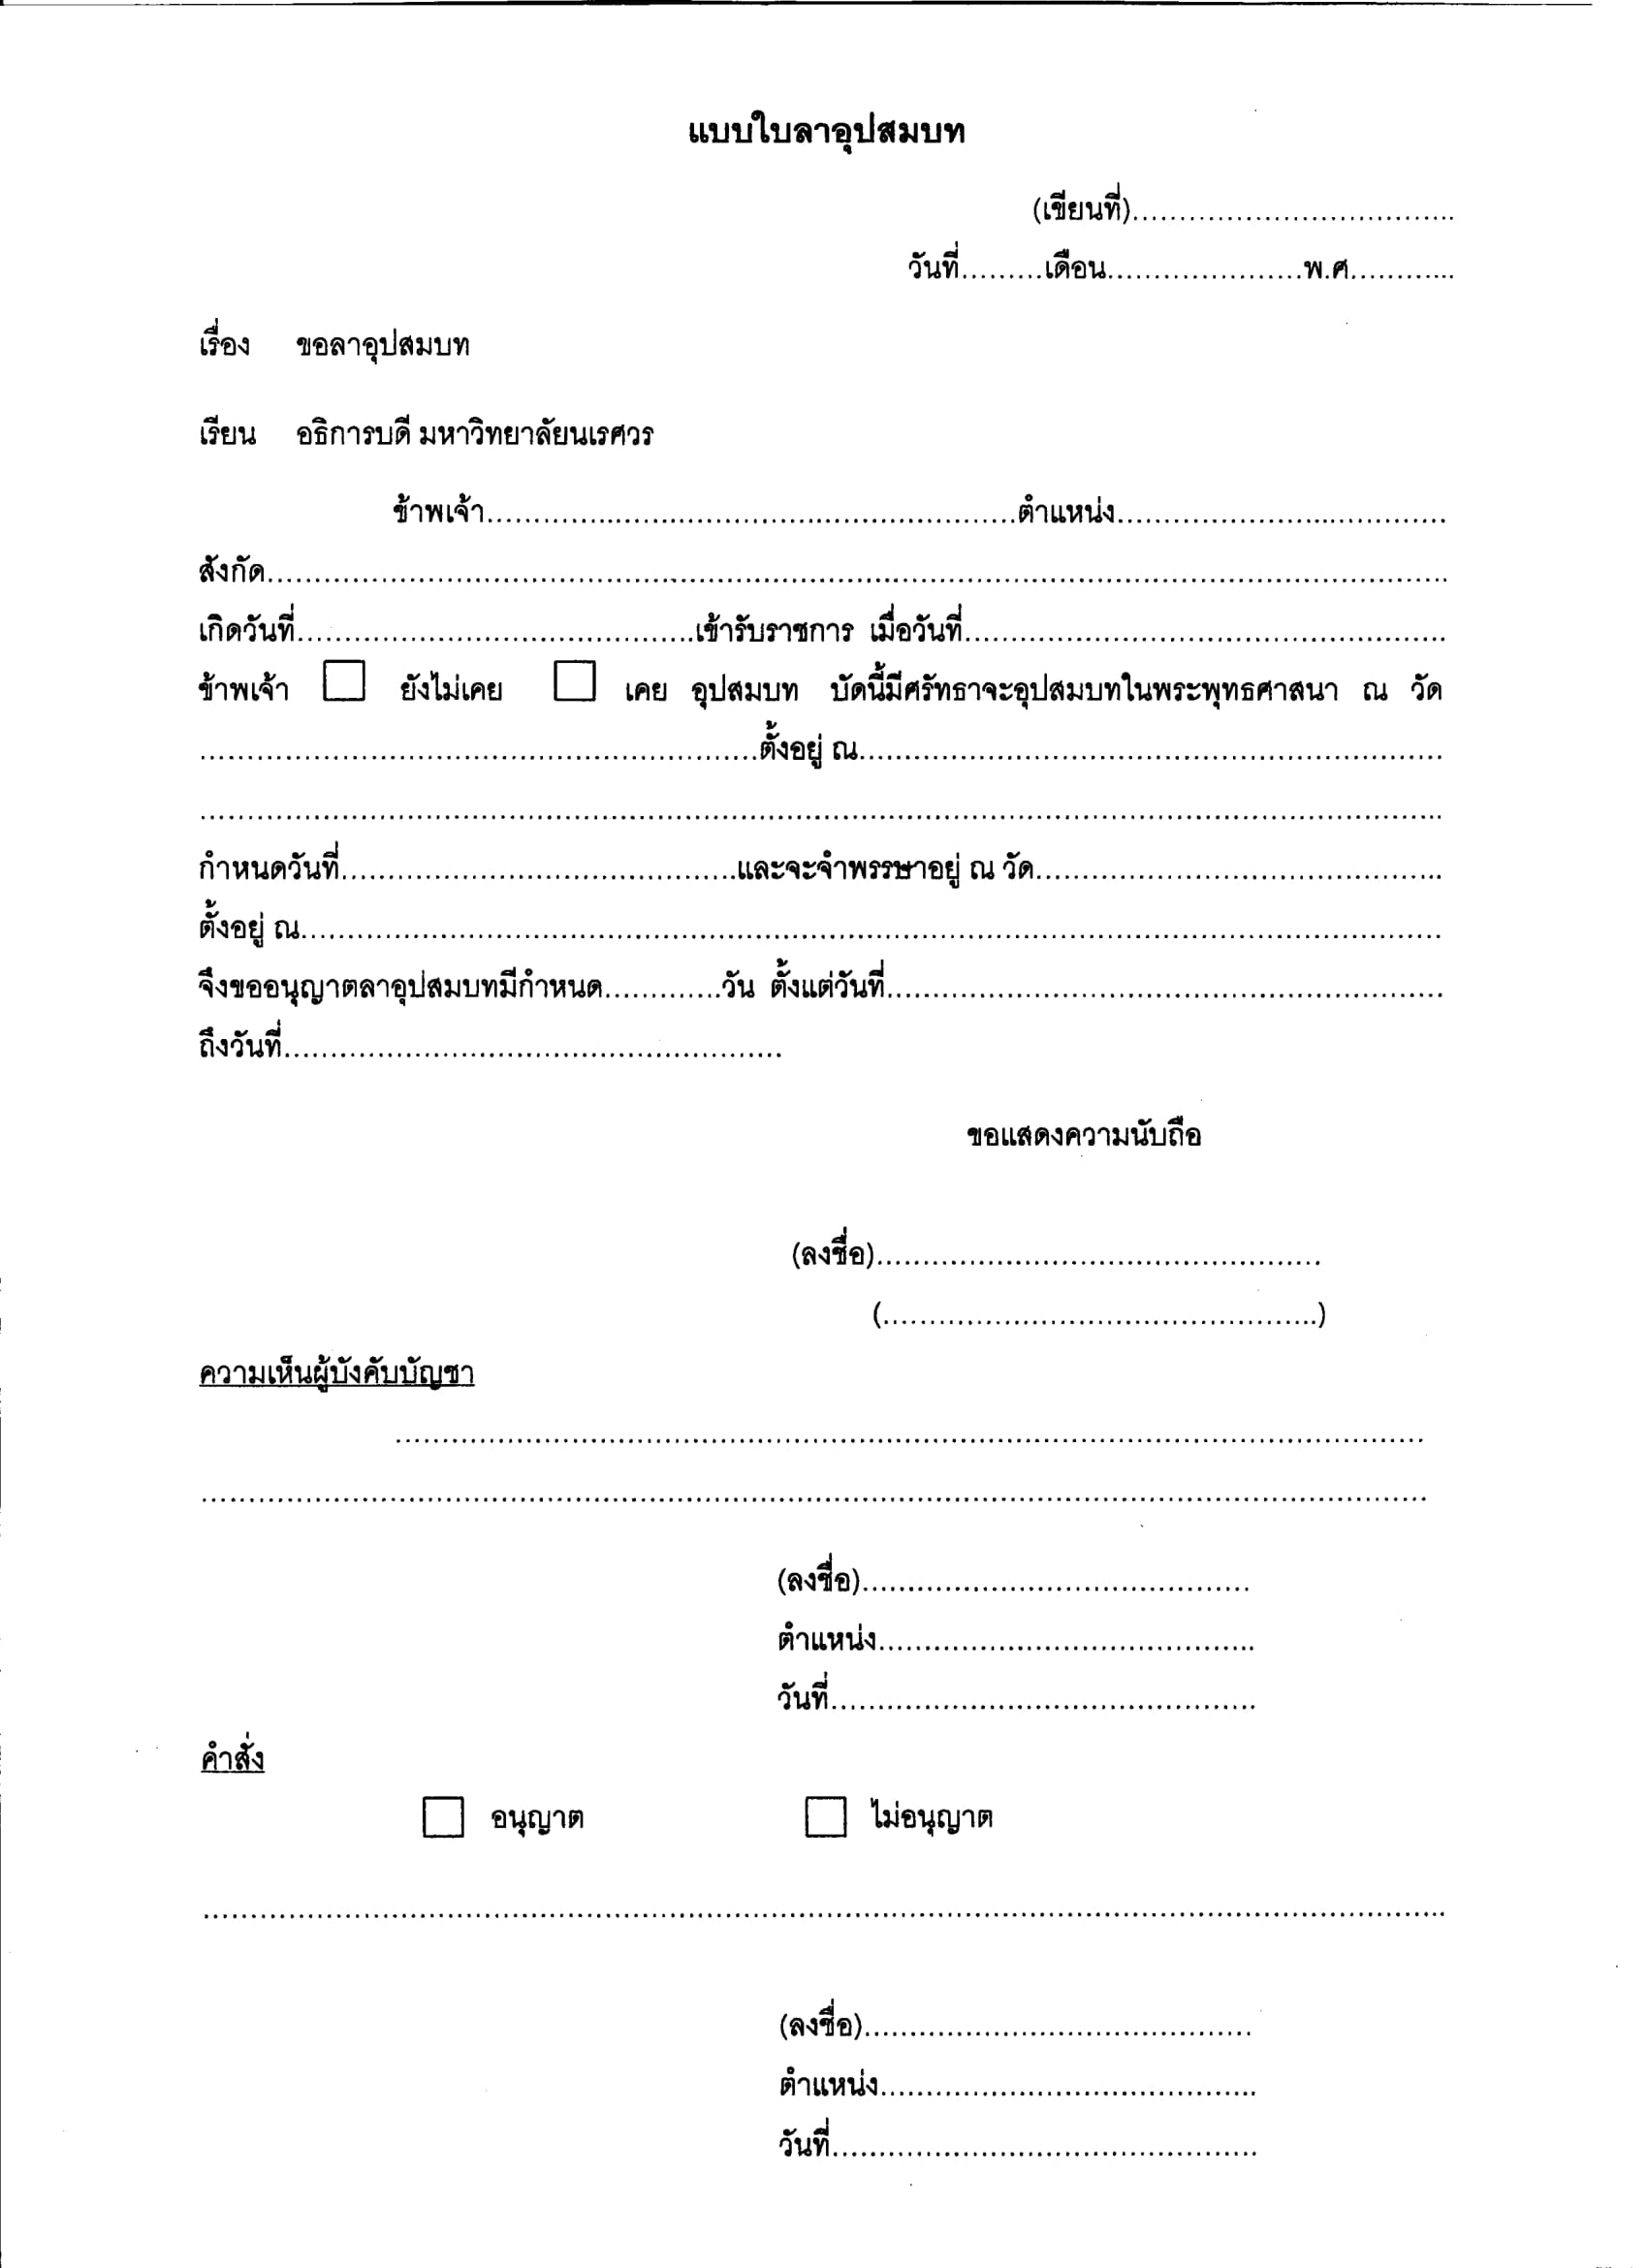 แบบใบลาอุปสมบท
(เขียนที่)..................................
วันที่.........เดือน.....................พ.ศ............
เรื่อง ขอลาอุปสมบท
เรียน อธิการบดี มหาวิทยาลัยนเรศวร
ข้าพเจ้า.........................................................ตำแหน่ง...................................
สังกัด................................................................................................................................
เกิดวันที่..........................................เข้ารับราชการ เมื่อวันที่....................................................
ข้าพเจ้า ☐ ยังไม่เคย ☐ เคย อุปสมบท บัดนี้มีศรัทธาจะอุปสมบทในพระพุทธศาสนา ณ วัด
............................................................ตั้งอยู่ ณ...............................................................
......................................................................................................................................
กำหนดวันที่..........................................และจะจำพรรษาอยู่ ณ วัด............................................
ตั้งอยู่ ณ...........................................................................................................................
จึงขออนุญาตลาอุปสมบทมีกำหนด............วัน ตั้งแต่วันที่............................................................
ถึงวันที่.....................................................
ขอแสดงความนับถือ
(ลงชื่อ)................................................
(...............................................)
ความเห็นผู้บังคับบัญชา
...............................................................................................................
....................................................................................................................................
(ลงชื่อ)..........................................
ตำแหน่ง.........................................
วันที่..............................................
คำสั่ง
☐ อนุญาต ☐ ไม่อนุญาต
......................................................................................................................................
(ลงชื่อ)..........................................
ตำแหน่ง.........................................
วันที่..............................................